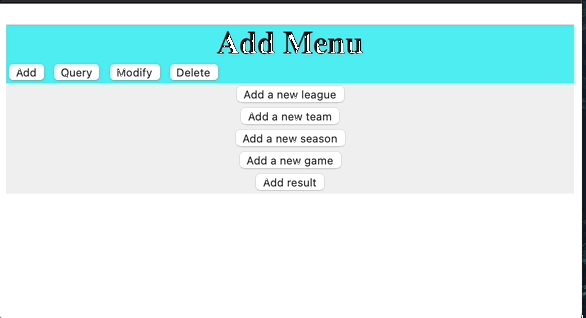 Add Menu
Add Query Modify Delete
Add a new league
Add a new team
Add a new season
Add a new game
Add result